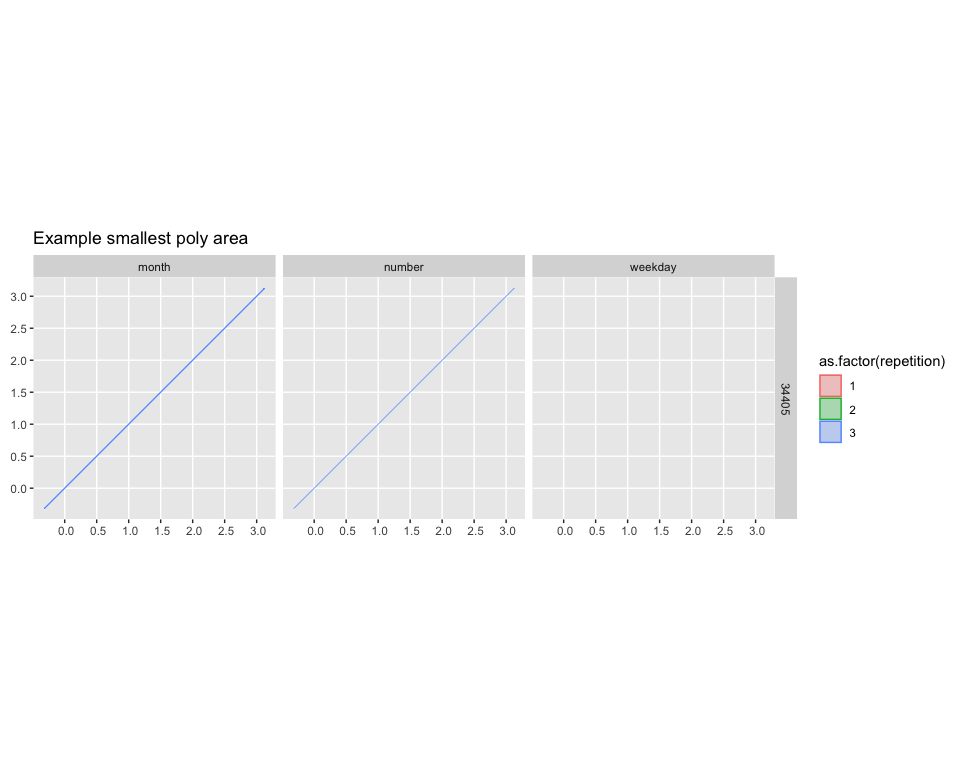 Example smallest poly area
month number weekday
3.0
2.5
2.0
1.5
1.0
0.5
0.0
34405
0.0 0.5 1.0 1.5 2.0 2.5 3.0 0.0 0.5 1.0 1.5 2.0 2.5 3.0 0.0 0.5 1.0 1.5 2.0 2.5 3.0
as.factor(repetition)
1
2
3